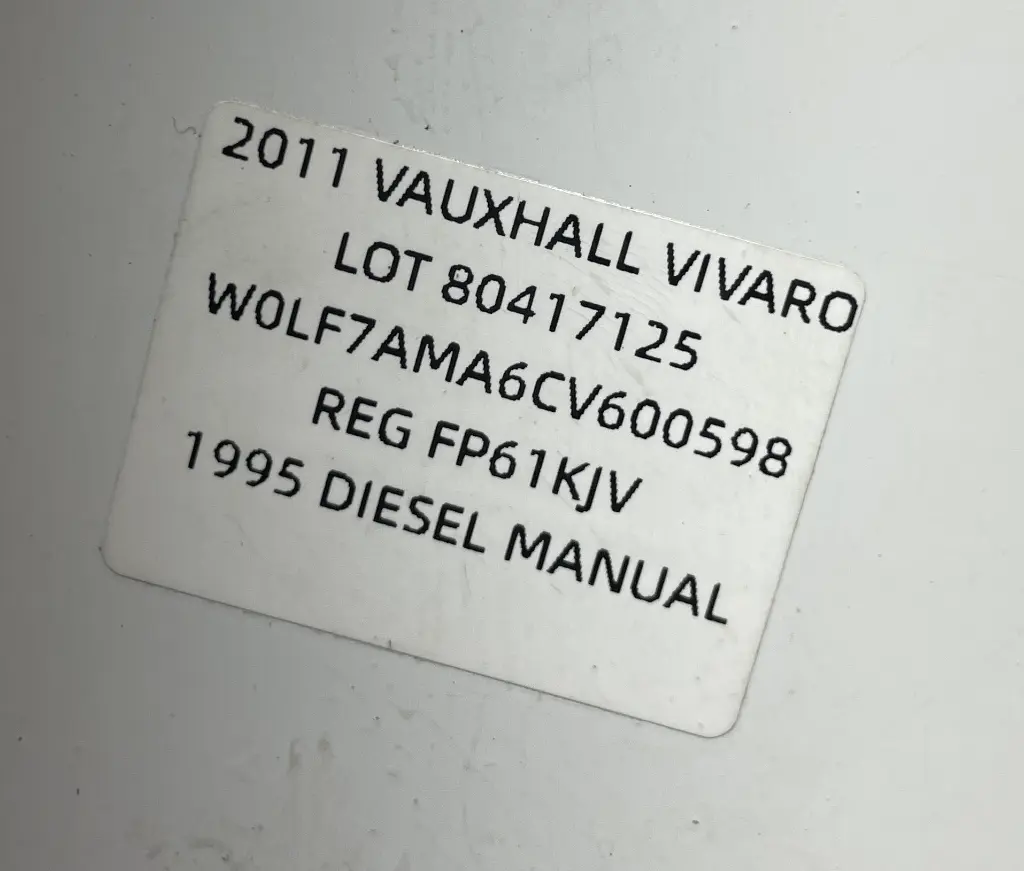 2011 VAUXHALL VIVARO
LOT 80417125
W0LF7AMA6CV600598
REG FP61KJV
1995 DIESEL MANUAL